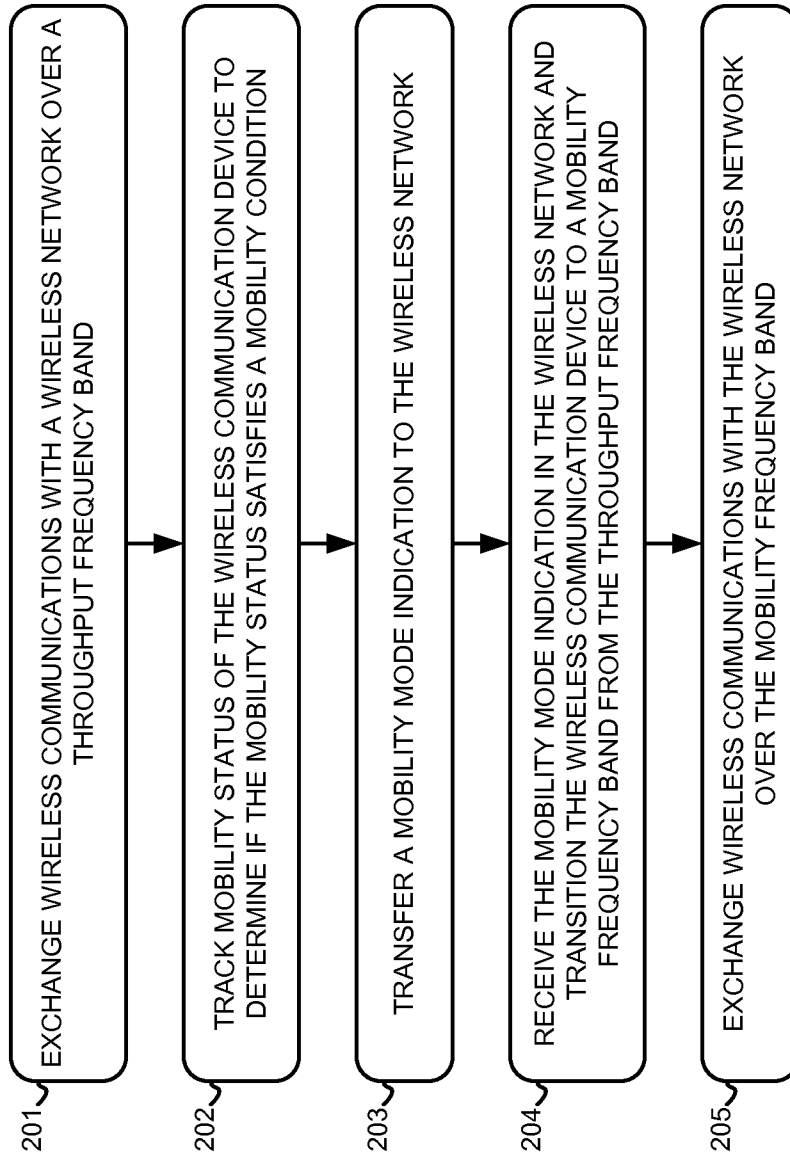 201
EXCHANGE WIRELESS COMMUNICATIONS WITH A WIRELESS NETWORK OVER A
THROUGHPUT FREQUENCY BAND
202
TRACK MOBILITY STATUS OF THE WIRELESS COMMUNICATION DEVICE TO
DETERMINE IF THE MOBILITY STATUS SATISFIES A MOBILITY CONDITION
203
TRANSFER A MOBILITY MODE INDICATION TO THE WIRELESS NETWORK
204
RECEIVE THE MOBILITY MODE INDICATION IN THE WIRELESS NETWORK AND
TRANSITION THE WIRELESS COMMUNICATION DEVICE TO A MOBILITY
FREQUENCY BAND FROM THE THROUGHPUT FREQUENCY BAND
205
EXCHANGE WIRELESS COMMUNICATIONS WITH THE WIRELESS NETWORK
OVER THE MOBILITY FREQUENCY BAND